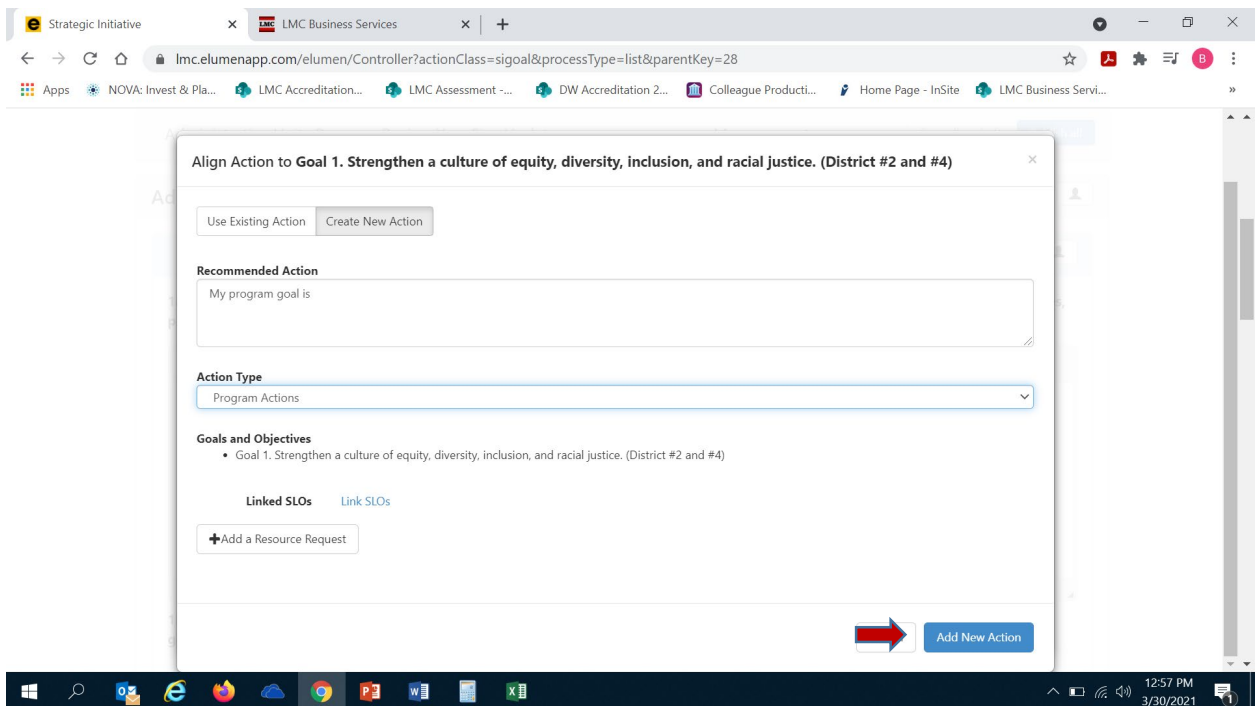 Strategic Initiative
LMC Business Services
lmc.elumenapp.com/elumen/Controller?actionClass=sigoal&processType=list&parentKey=28
B
Apps NOVA: Invest & Pla... LMC Accreditation... LMC Assessment -... DW Accreditation 2... Colleague Producti... Home Page - InSite LMC Business Servi... »
Align Action to Goal 1. Strengthen a culture of equity, diversity, inclusion, and racial justice. (District #2 and #4) ×
Use Existing Action Create New Action
Recommended Action
My program goal is
Action Type
Program Actions
Goals and Objectives
• Goal 1. Strengthen a culture of equity, diversity, inclusion, and racial justice. (District #2 and #4)
Linked SLOs Link SLOs
+Add a Resource Request
Add New Action
12:57 PM
3/30/2021